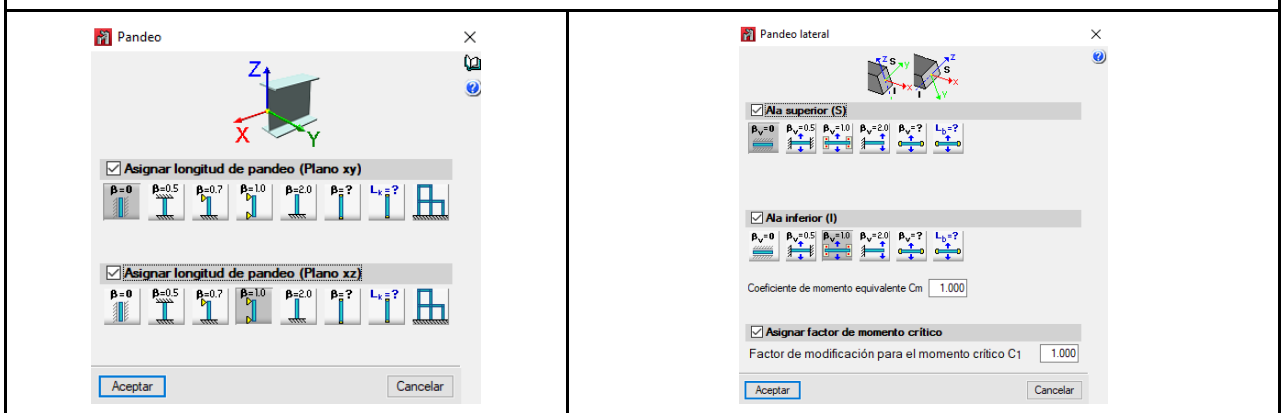 Pandeo
Z
X
Y
Asignar longitud de pandeo (Plano xy)
β=0 β=0.5 β=0.7 β=1.0 β=2.0 β=? Lk=?
Asignar longitud de pandeo (Plano xz)
β=0 β=0.5 β=0.7 β=1.0 β=2.0 β=? Lk=?
Aceptar Cancelar
Pandeo lateral
Z S Y X I Z S X Y I
Ala superior (S)
βv=0 βv=0.5 βv=1.0 βv=2.0 βv=? Lb=?
Ala inferior (I)
βv=0 βv=0.5 βv=1.0 βv=2.0 βv=? Lb=?
Coeficiente de momento equivalente Cm 1.000
Asignar factor de momento crítico
Factor de modificación para el momento crítico C1 1.000
Aceptar Cancelar